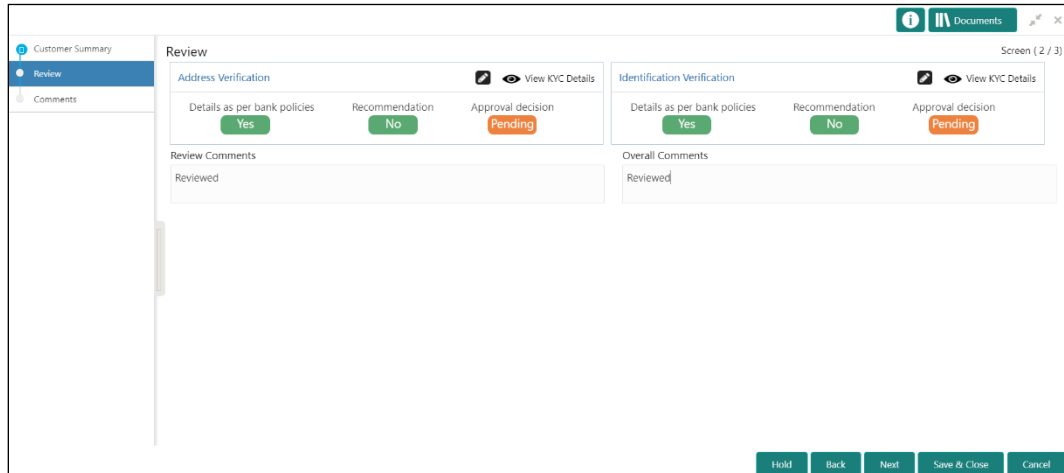 Documents
Customer Summary
Review
Comments
Review
Screen ( 2 / 3)
Address Verification
View KYC Details
Details as per bank policies
Recommendation
Approval decision
Yes
No
Pending
Identification Verification
View KYC Details
Details as per bank policies
Recommendation
Approval decision
Yes
No
Pending
Review Comments
Reviewed
Overall Comments
Reviewed
Hold
Back
Next
Save & Close
Cancel